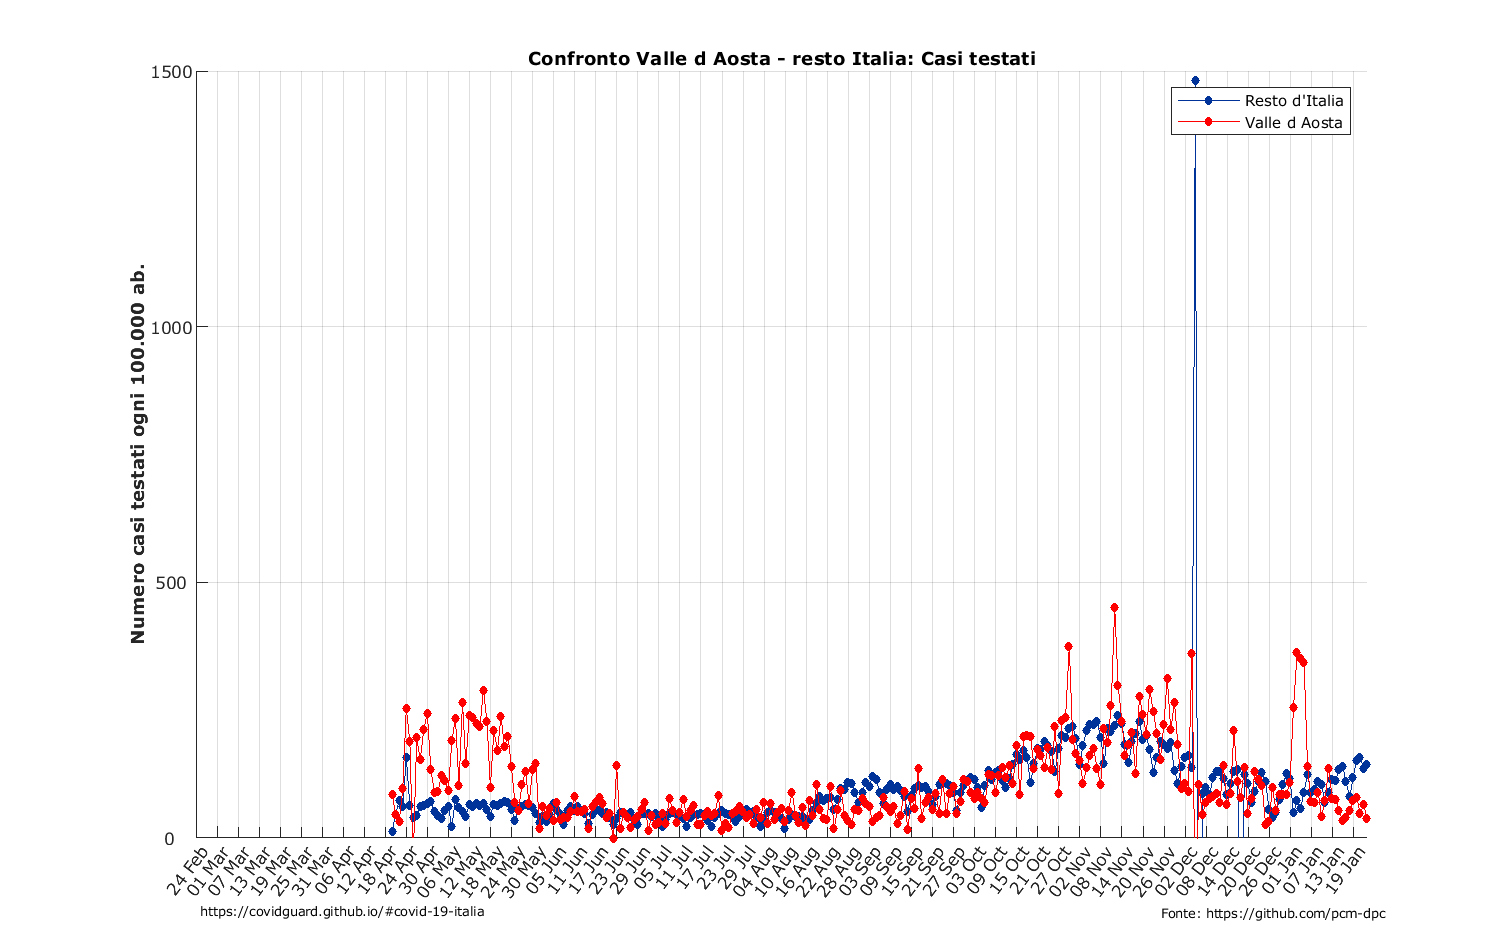 Confronto Valle d Aosta - resto Italia: Casi testati
Numero casi testati ogni 100.000 ab.
1500
1000
500
0
Resto d'Italia
Valle d Aosta
24 Feb
01 Mar
07 Mar
13 Mar
19 Mar
25 Mar
31 Mar
06 Apr
12 Apr
18 Apr
24 Apr
30 Apr
06 May
12 May
18 May
24 May
30 May
05 Jun
11 Jun
17 Jun
23 Jun
29 Jun
05 Jul
11 Jul
17 Jul
23 Jul
29 Jul
04 Aug
10 Aug
16 Aug
22 Aug
28 Aug
03 Sep
09 Sep
15 Sep
21 Sep
27 Sep
03 Oct
09 Oct
15 Oct
21 Oct
27 Oct
02 Nov
08 Nov
14 Nov
20 Nov
26 Nov
02 Dec
08 Dec
14 Dec
20 Dec
26 Dec
01 Jan
07 Jan
13 Jan
19 Jan
https://covidguard.github.io/#covid-19-italia
Fonte: https://github.com/pcm-dpc